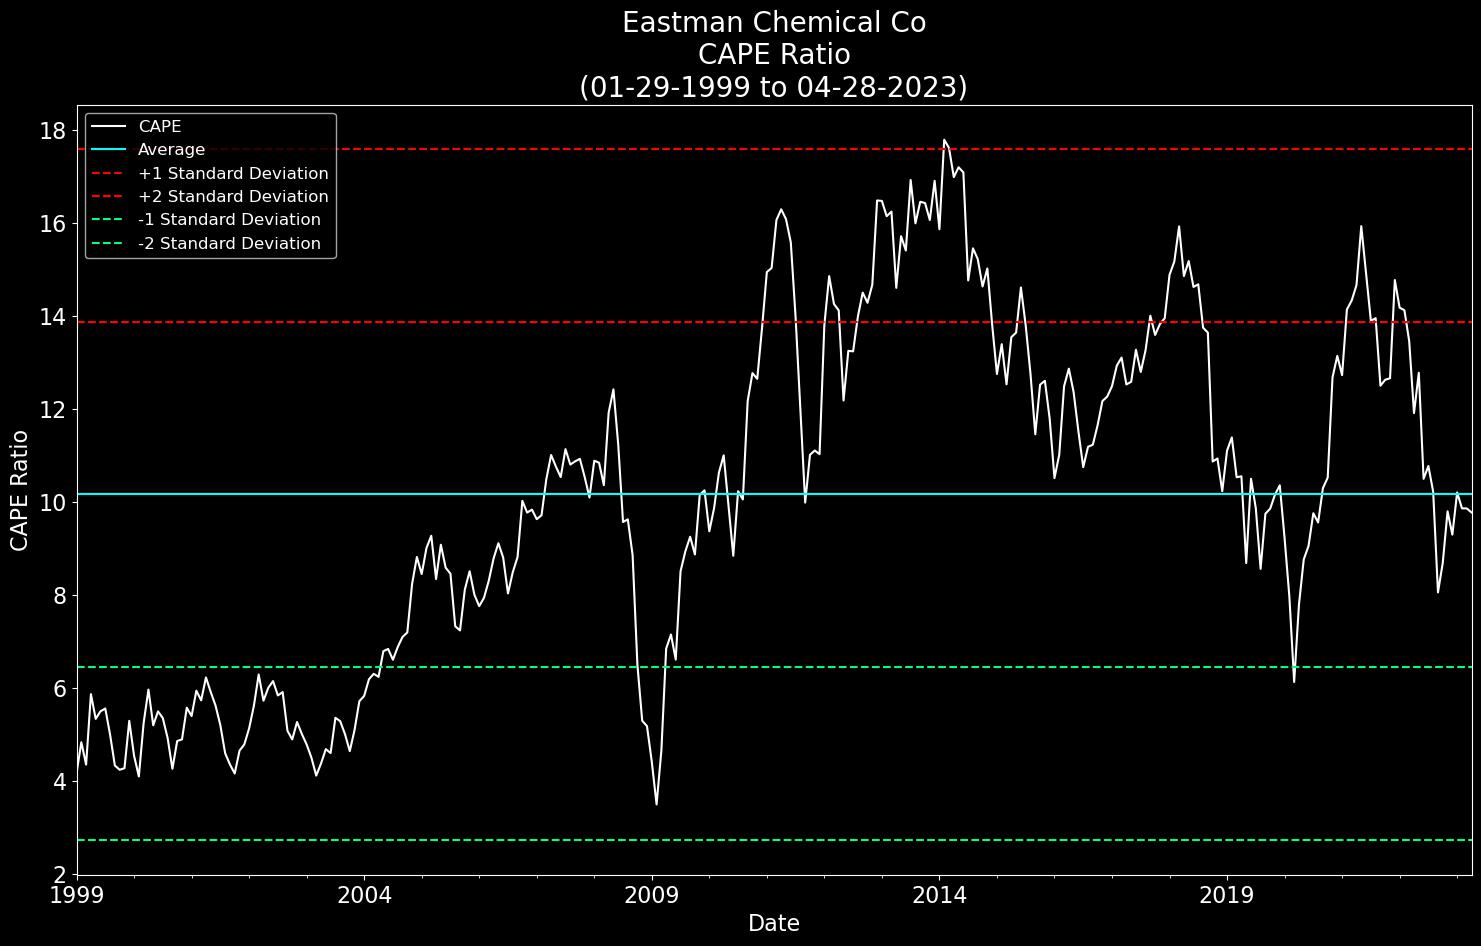 Eastman Chemical Co
CAPE Ratio
(01-29-1999 to 04-28-2023)
CAPE
Average
+1 Standard Deviation
+2 Standard Deviation
-1 Standard Deviation
-2 Standard Deviation
18
16
14
12
10
8
6
4
2
CAPE Ratio
1999 2004 2009 2014 2019
Date